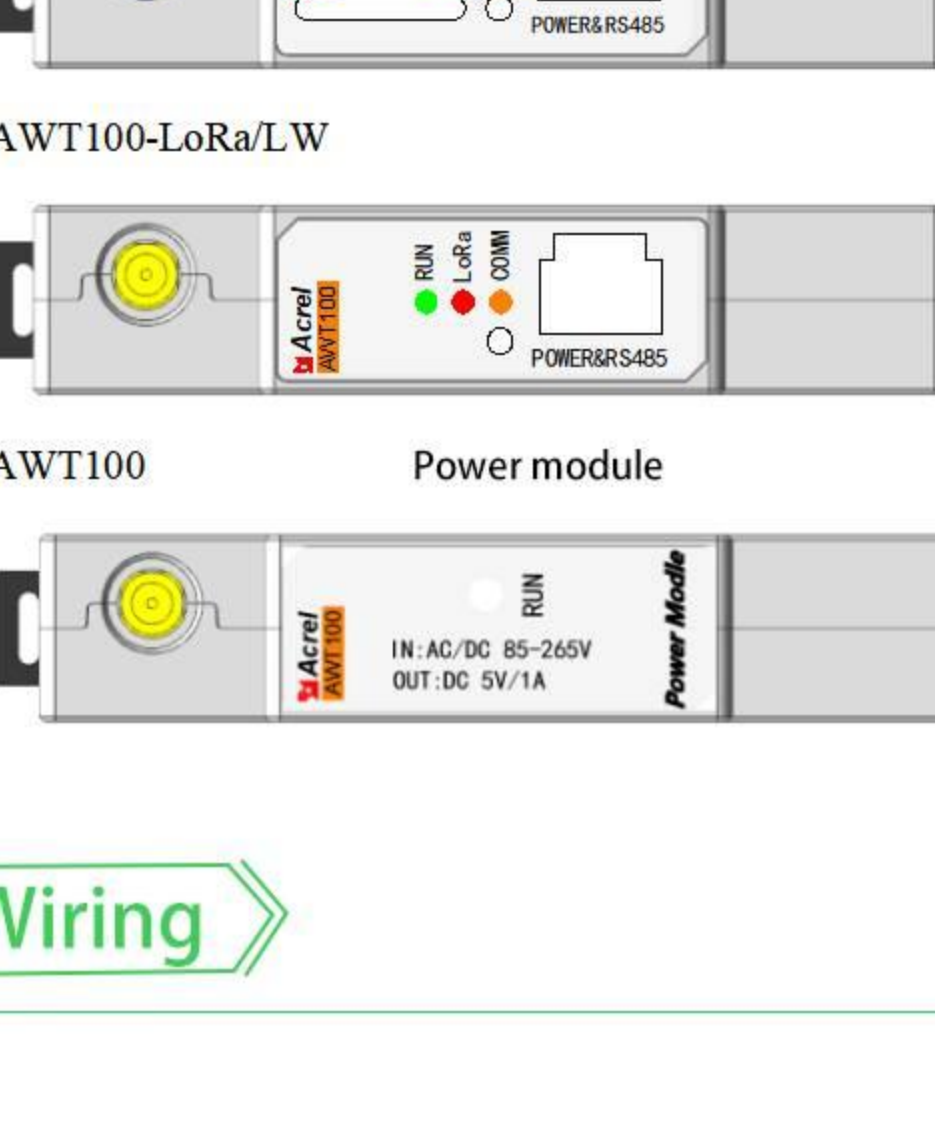 POWER&RS485
AWT100-LoRa/LW
RUN
LoRa
COMM
Acrel
AWT100
POWER&RS485
AWT100
Power module
Acrel
AWT100
RUN
IN:AC/DC 85-265V
OUT:DC 5V/1A
Power Modle
Wiring